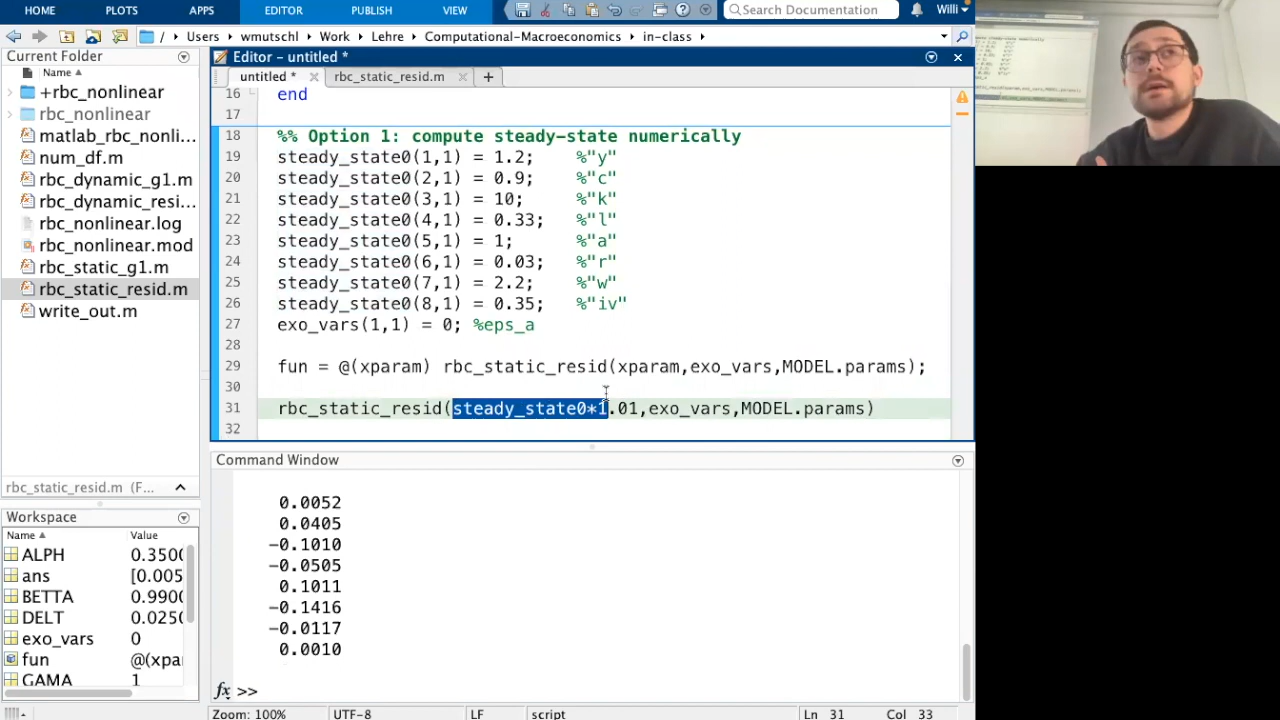 HOME PLOTS APPS EDITOR PUBLISH VIEW Search Documentation Willi
/ Users wmutschl Work Lehre Computational-Macroeconomics in-class
Current Folder
Name
+rbc_nonlinear
rbc_nonlinear
matlab_rbc_nonli...
num_df.m
rbc_dynamic_g1.m
rbc_dynamic_resi...
rbc_nonlinear.log
rbc_nonlinear.mod
rbc_static_g1.m
rbc_static_resid.m
write_out.m
rbc_static_resid.m (F...
Workspace
Name Value
ALPH 0.3500
ans [0.005
BETTA 0.9900
DELT 0.0250
exo_vars 0
fun @(xpa
GAMA 1
Editor - untitled *
untitled * rbc_static_resid.m +
16 end
17
18 %% Option 1: compute steady-state numerically
19 steady_state0(1,1) = 1.2; %"y"
20 steady_state0(2,1) = 0.9; %"c"
21 steady_state0(3,1) = 10; %"k"
22 steady_state0(4,1) = 0.33; %"l"
23 steady_state0(5,1) = 1; %"a"
24 steady_state0(6,1) = 0.03; %"r"
25 steady_state0(7,1) = 2.2; %"w"
26 steady_state0(8,1) = 0.35; %"iv"
27 exo_vars(1,1) = 0; %eps_a
28
29 fun = @(xparam) rbc_static_resid(xparam,exo_vars,MODEL.params);
30
31 rbc_static_resid(steady_state0*1.01,exo_vars,MODEL.params)
32
Command Window
0.0052
0.0405
-0.1010
-0.0505
0.1011
-0.1416
-0.0117
0.0010
fx >>
Zoom: 100% UTF-8 LF script Ln 31 Col 33